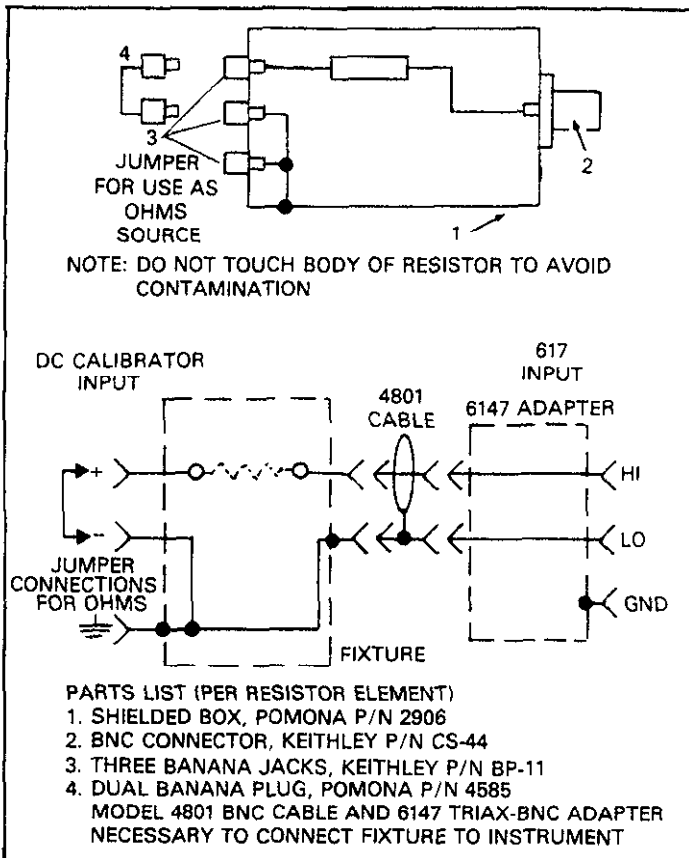 4
3
JUMPER
FOR USE AS
OHMS
SOURCE
2
1
NOTE: DO NOT TOUCH BODY OF RESISTOR TO AVOID
CONTAMINATION
DC CALIBRATOR
INPUT
4801
CABLE
617
INPUT
6147 ADAPTER
+
HI
-
LO
JUMPER
CONNECTIONS
FOR OHMS
GND
FIXTURE
PARTS LIST (PER RESISTOR ELEMENT)
1. SHIELDED BOX, POMONA P/N 2906
2. BNC CONNECTOR, KEITHLEY P/N CS-44
3. THREE BANANA JACKS, KEITHLEY P/N BP-11
4. DUAL BANANA PLUG, POMONA P/N 4585
MODEL 4801 BNC CABLE AND 6147 TRIAX-BNC ADAPTER
NECESSARY TO CONNECT FIXTURE TO INSTRUMENT